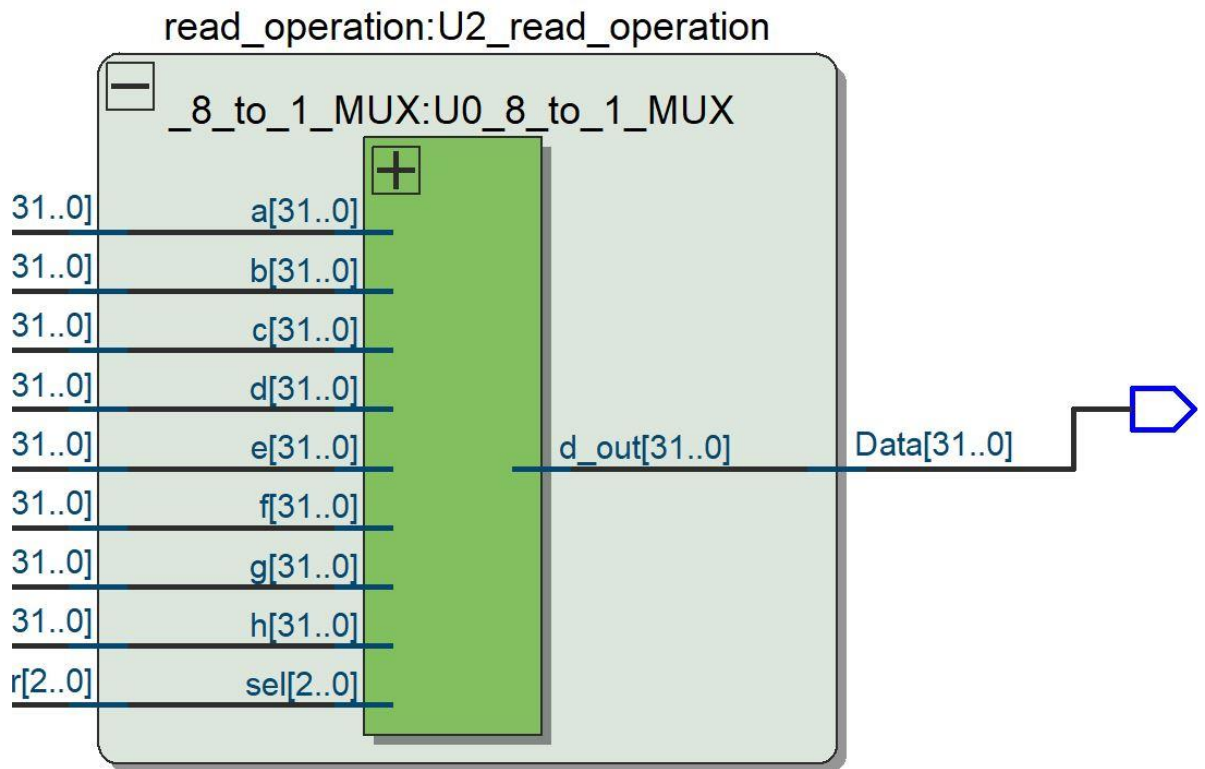 read_operation:U2_read_operation
_8_to_1_MUX:U0_8_to_1_MUX
31..0] a[31..0]
31..0] b[31..0]
31..0] c[31..0]
31..0] d[31..0]
31..0] e[31..0] d_out[31..0] Data[31..0]
31..0] f[31..0]
31..0] g[31..0]
31..0] h[31..0]
r[2..0] sel[2..0]